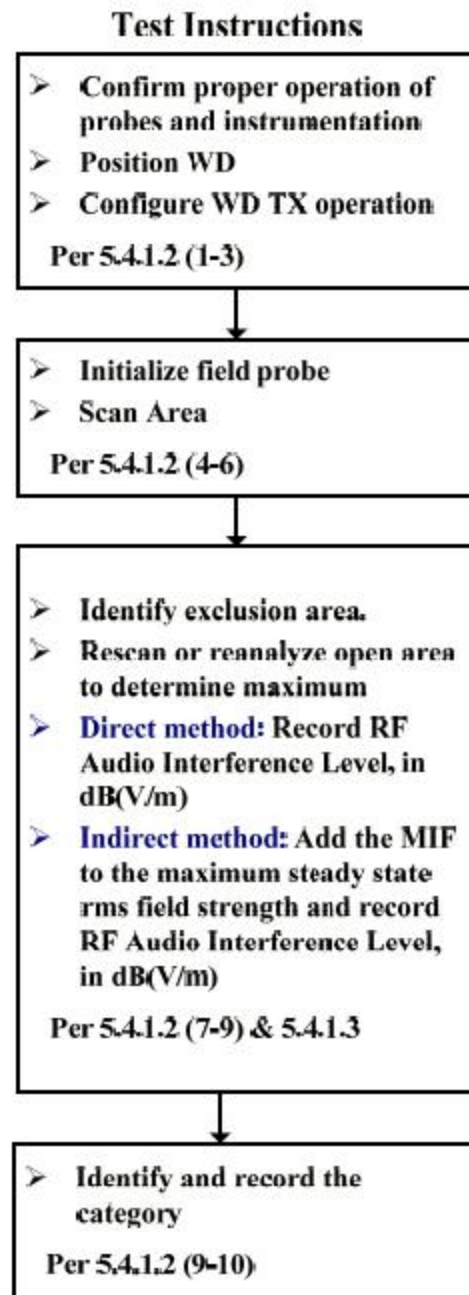 Test Instructions
➢ Confirm proper operation of
probes and instrumentation
➢ Position WD
➢ Configure WD TX operation
Per 5.4.1.2 (1-3)
➢ Initialize field probe
➢ Scan Area
Per 5.4.1.2 (4-6)
➢ Identify exclusion area.
➢ Rescan or reanalyze open area
to determine maximum
➢ Direct method: Record RF
Audio Interference Level, in
dB(V/m)
➢ Indirect method: Add the MIF
to the maximum steady state
rms field strength and record
RF Audio Interference Level,
in dB(V/m)
Per 5.4.1.2 (7-9) & 5.4.1.3
➢ Identify and record the
category
Per 5.4.1.2 (9-10)